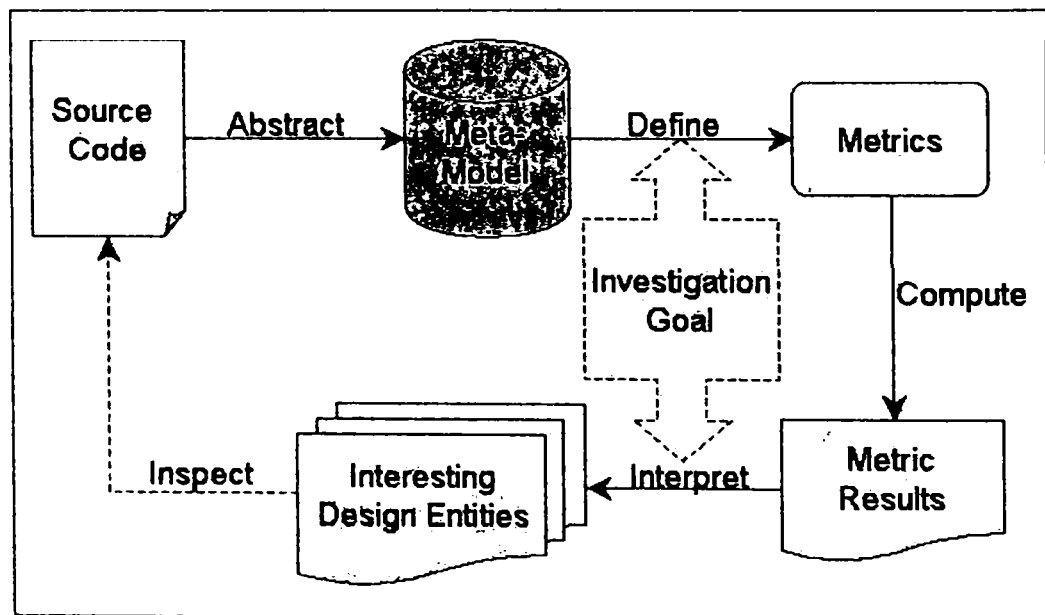 Source
Code
Abstract
Meta-
Model
Define
Metrics
Investigation
Goal
Compute
Inspect
Interesting
Design Entities
Interpret
Metric
Results